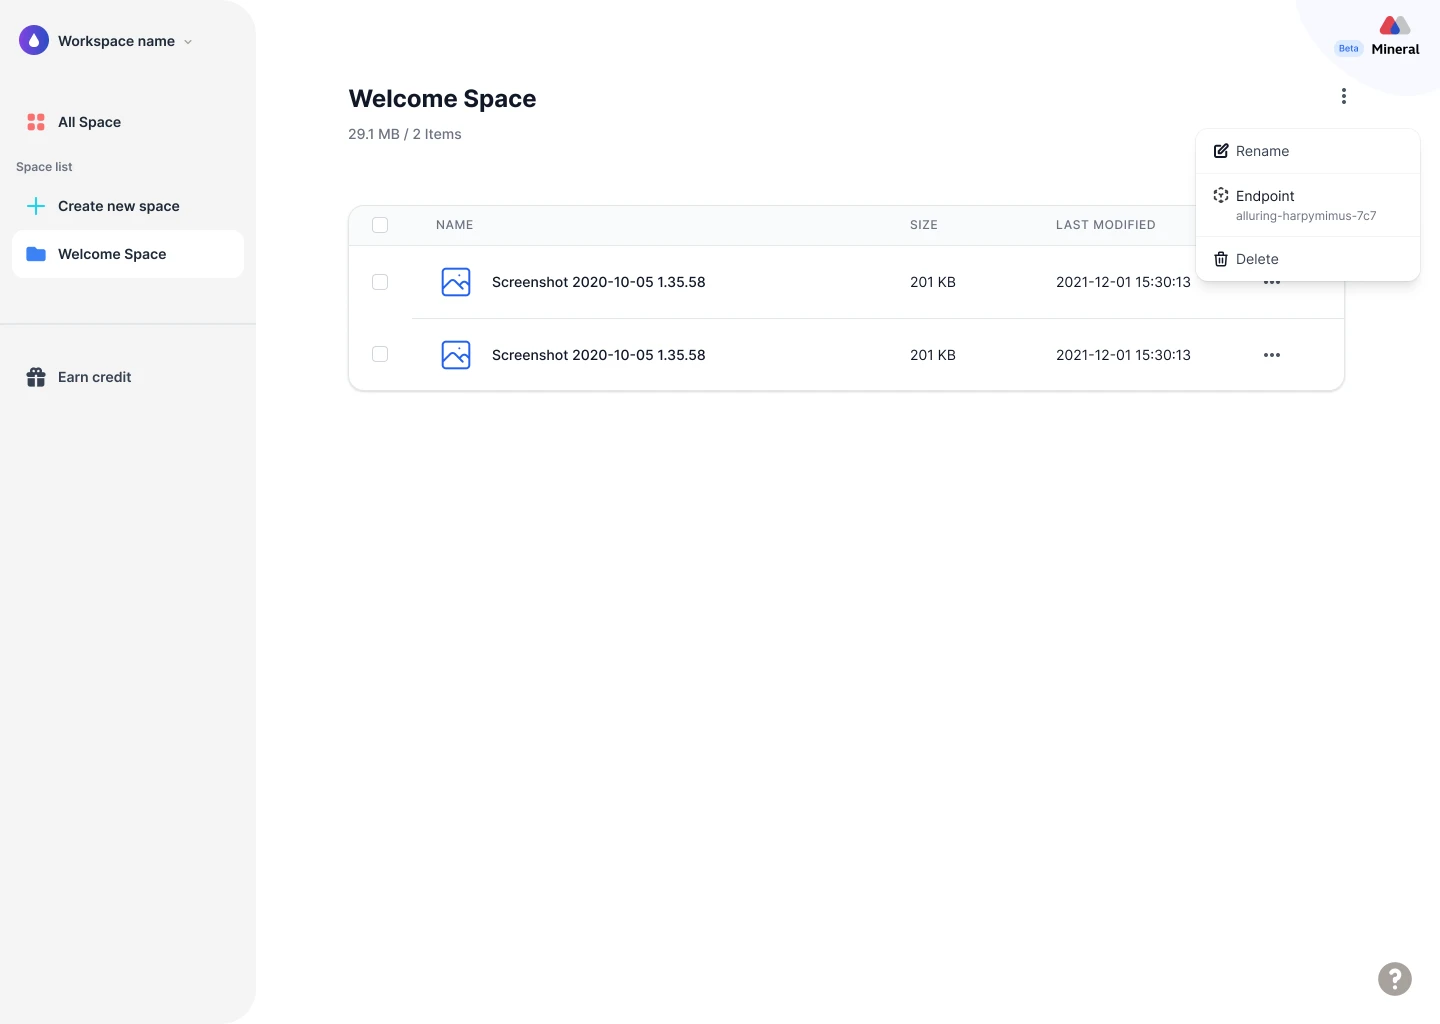 Workspace name
All Space
Space list
Create new space
Welcome Space
Earn credit
Beta Mineral
Welcome Space
29.1 MB / 2 Items
Rename
Endpoint
alluring-harpymimus-7c7
Delete
NAME SIZE LAST MODIFIED
Screenshot 2020-10-05 1.35.58 201 KB 2021-12-01 15:30:13
Screenshot 2020-10-05 1.35.58 201 KB 2021-12-01 15:30:13
?